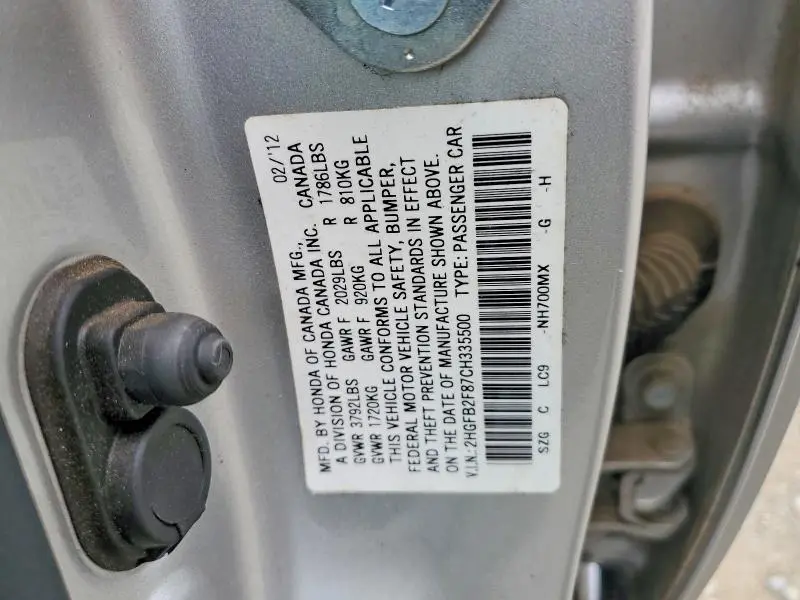 MFD. BY HONDA OF CANADA MFG., 02/'12
A DIVISION OF HONDA CANADA INC. CANADA
GVWR 3792LBS GAWR F 2029LBS R 1786LBS
GVWR 1720KG GAWR F 920KG R 810KG
THIS VEHICLE CONFORMS TO ALL APPLICABLE
FEDERAL MOTOR VEHICLE SAFETY, BUMPER,
AND THEFT PREVENTION STANDARDS IN EFFECT
ON THE DATE OF MANUFACTURE SHOWN ABOVE.
V.I.N.:2HGFB2F87CH335500 TYPE: PASSENGER CAR
SZG C LC9 -NH700MX -G -H